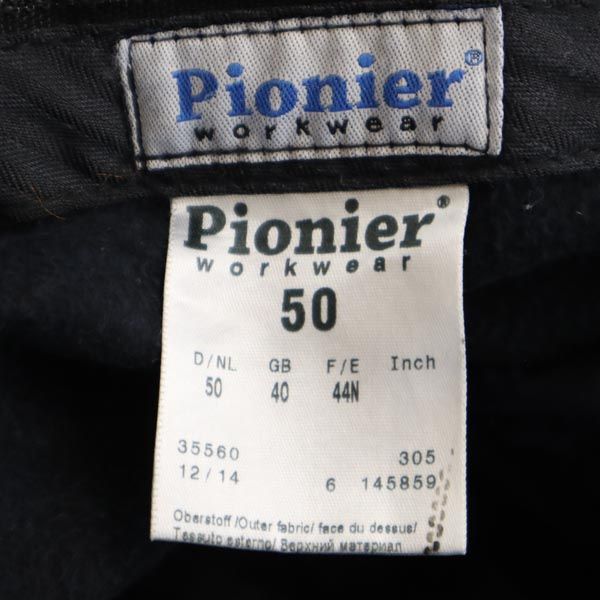 Pionier®
workwear
Pionier®
workwear
50
D/NL GB F/E Inch
50 40 44N
35560 305
12/14 6 145859
Oberstoff/Outer fabric/face du dessus/
Tessuto esterno/ Верхний материал